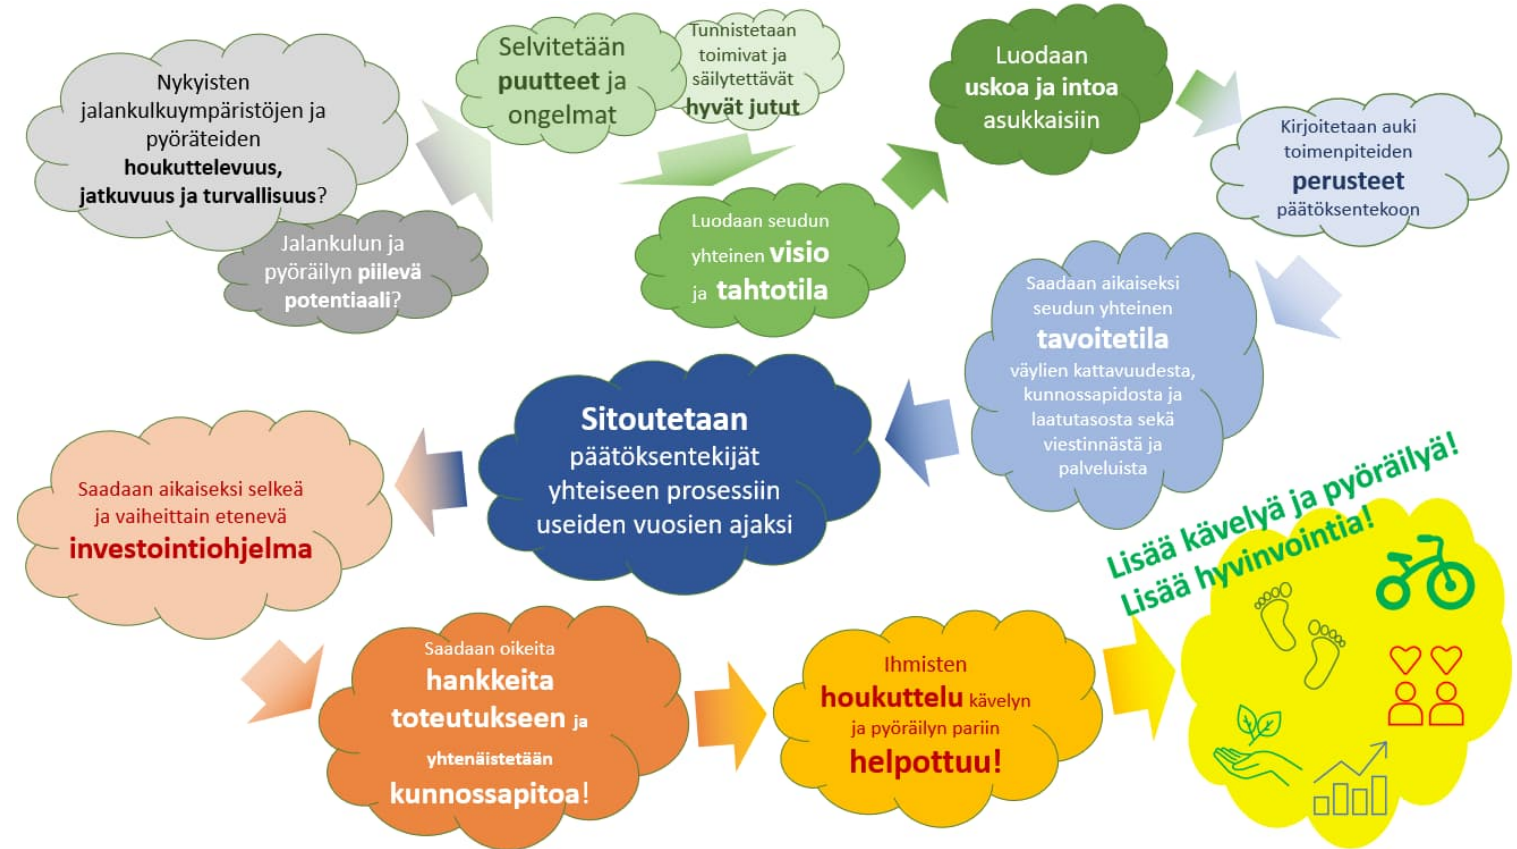 Nykyisten
jalankulkuympäristöjen ja
pyöräteiden
houkuttelevuus,
jatkuvuus ja turvallisuus?
Jalankulun ja
pyöräilyn piilevä
potentiaali?
Selvitetään
puutteet ja
ongelmat
Tunnistetaan
toimivat ja
säilytettävät
hyvät jutut
Luodaan seudun
yhteinen visio
ja tahtotila
Luodaan
uskoa ja intoa
asukkaisiin
Kirjoitetaan auki
toimenpiteiden
perusteet
päätöksentekoon
Saadaan aikaiseksi
seudun yhteinen
tavoitetila
väylien kattavuudesta,
kunnossapidosta ja
laatutasosta sekä
viestinnästä ja
palveluista
Sitoutetaan
päätöksentekijät
yhteiseen prosessiin
useiden vuosien ajaksi
Saadaan aikaiseksi selkeä
ja vaiheittain etenevä
investointiohjelma
Saadaan oikeita
hankkeita
toteutukseen ja
yhtenäistetään
kunnossapitoa!
Ihmisten
houkuttelu kävelyn
ja pyöräilyn pariin
helpottuu!
Lisää kävelyä ja pyöräilyä!
Lisää hyvinvointia!